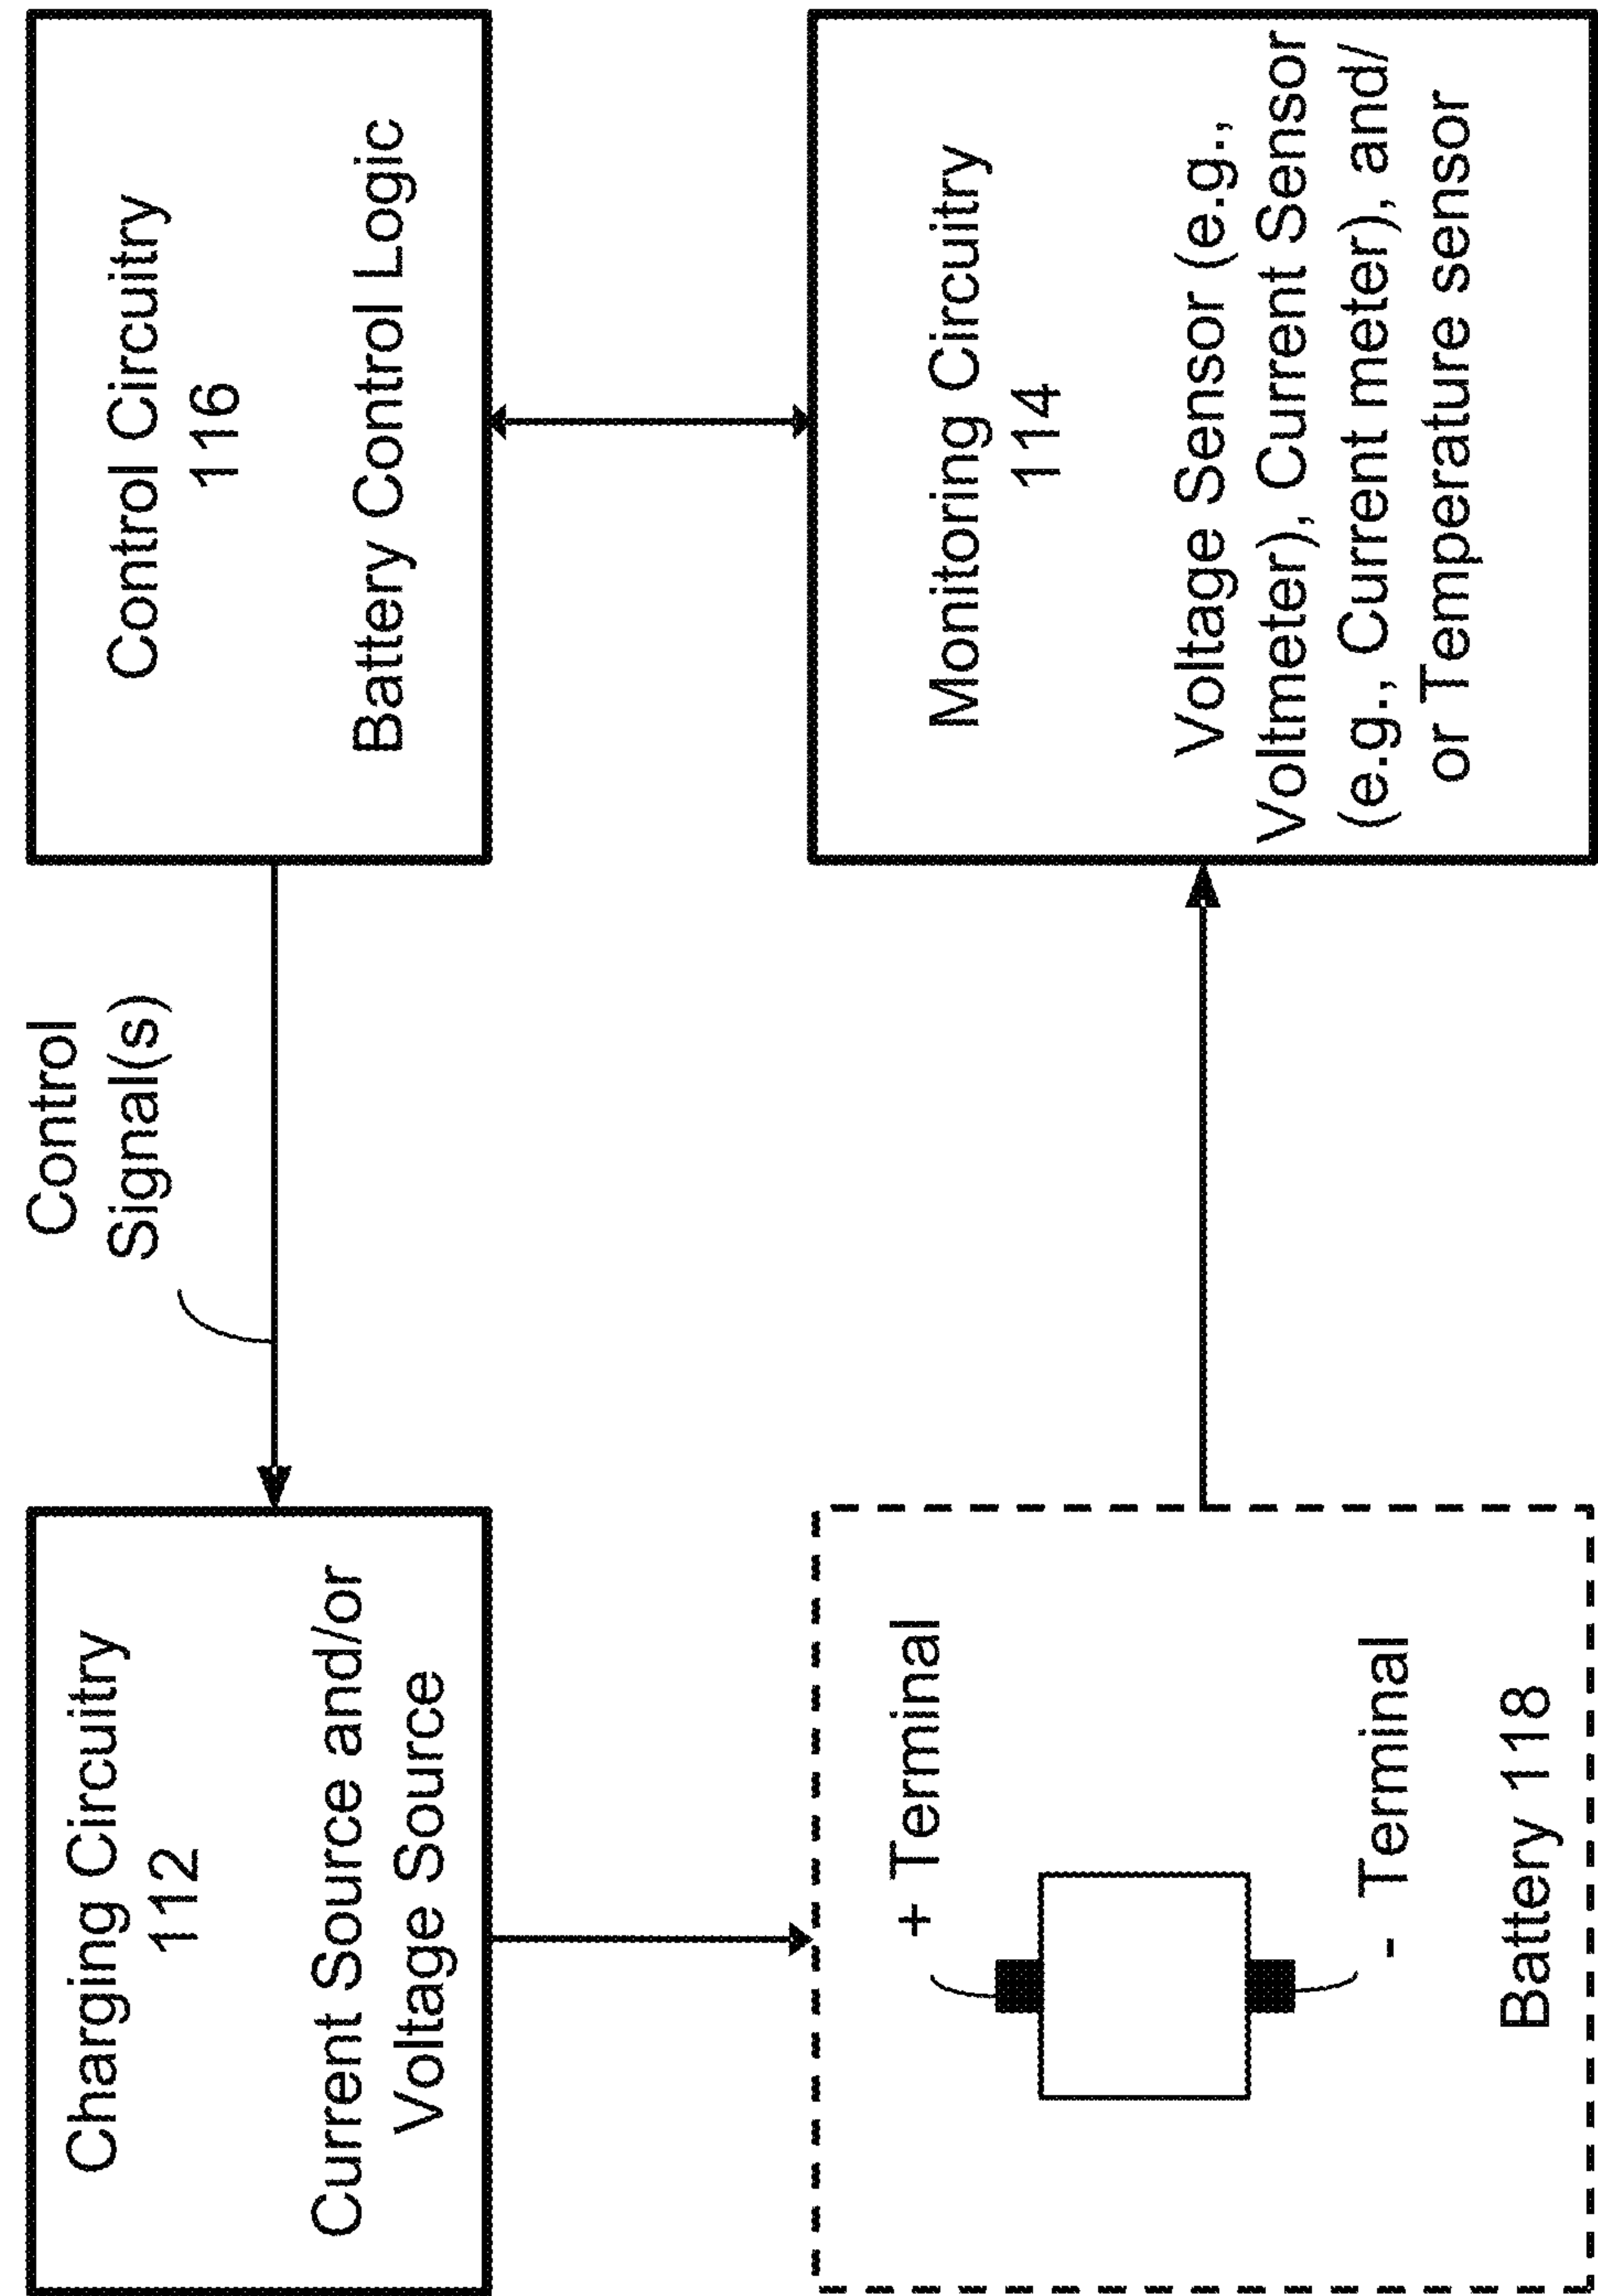 Charging Circuitry
112
Current Source and/or
Voltage Source
Control
Signal(s)
Control Circuitry
116
Battery Control Logic
+ Terminal
- Terminal
Battery 118
Monitoring Circuitry
114
Voltage Sensor (e.g.,
Voltmeter), Current Sensor
(e.g., Current meter), and/
or Temperature sensor